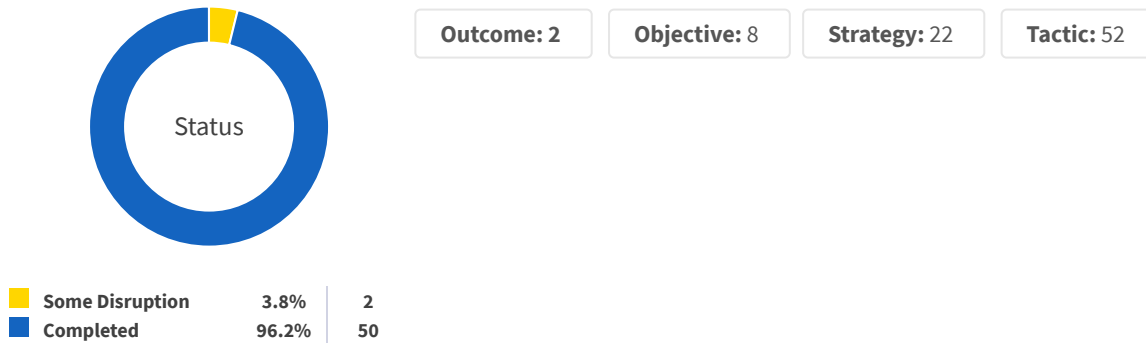 Outcome: 2
Objective: 8
Strategy: 22
Tactic: 52
Status
Some Disruption 3.8% 2
Completed 96.2% 50